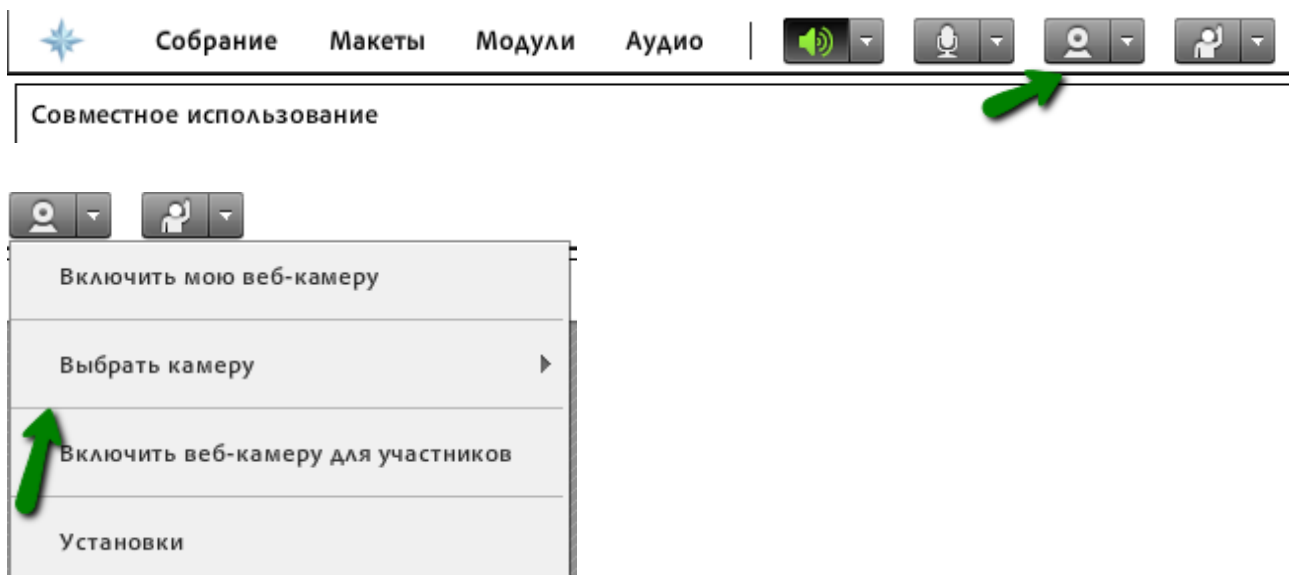 Собрание Макеты Модули Аудио
Совместное использование
Включить мою веб-камеру
Выбрать камеру
Включить веб-камеру для участников
Установки